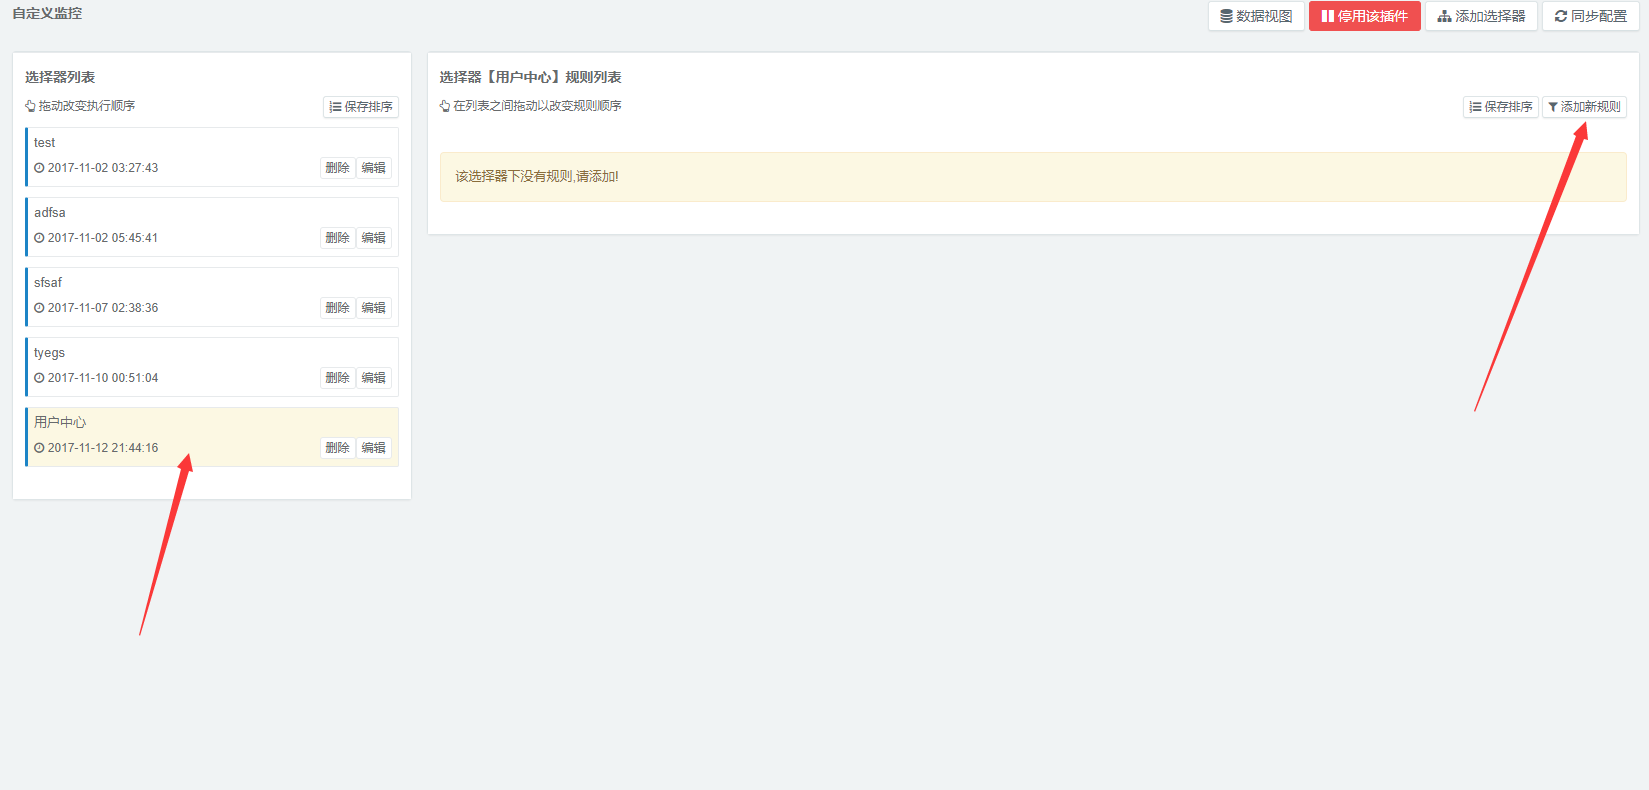 自定义监控
数据视图 停用该插件 添加选择器 同步配置
选择器列表
拖动改变执行顺序 保存排序
test
2017-11-02 03:27:43 删除 编辑
adfsa
2017-11-02 05:45:41 删除 编辑
sfsaf
2017-11-07 02:38:36 删除 编辑
tyegs
2017-11-10 00:51:04 删除 编辑
用户中心
2017-11-12 21:44:16 删除 编辑
选择器【用户中心】规则列表
在列表之间拖动以改变规则顺序 保存排序 添加新规则
该选择器下没有规则,请添加!